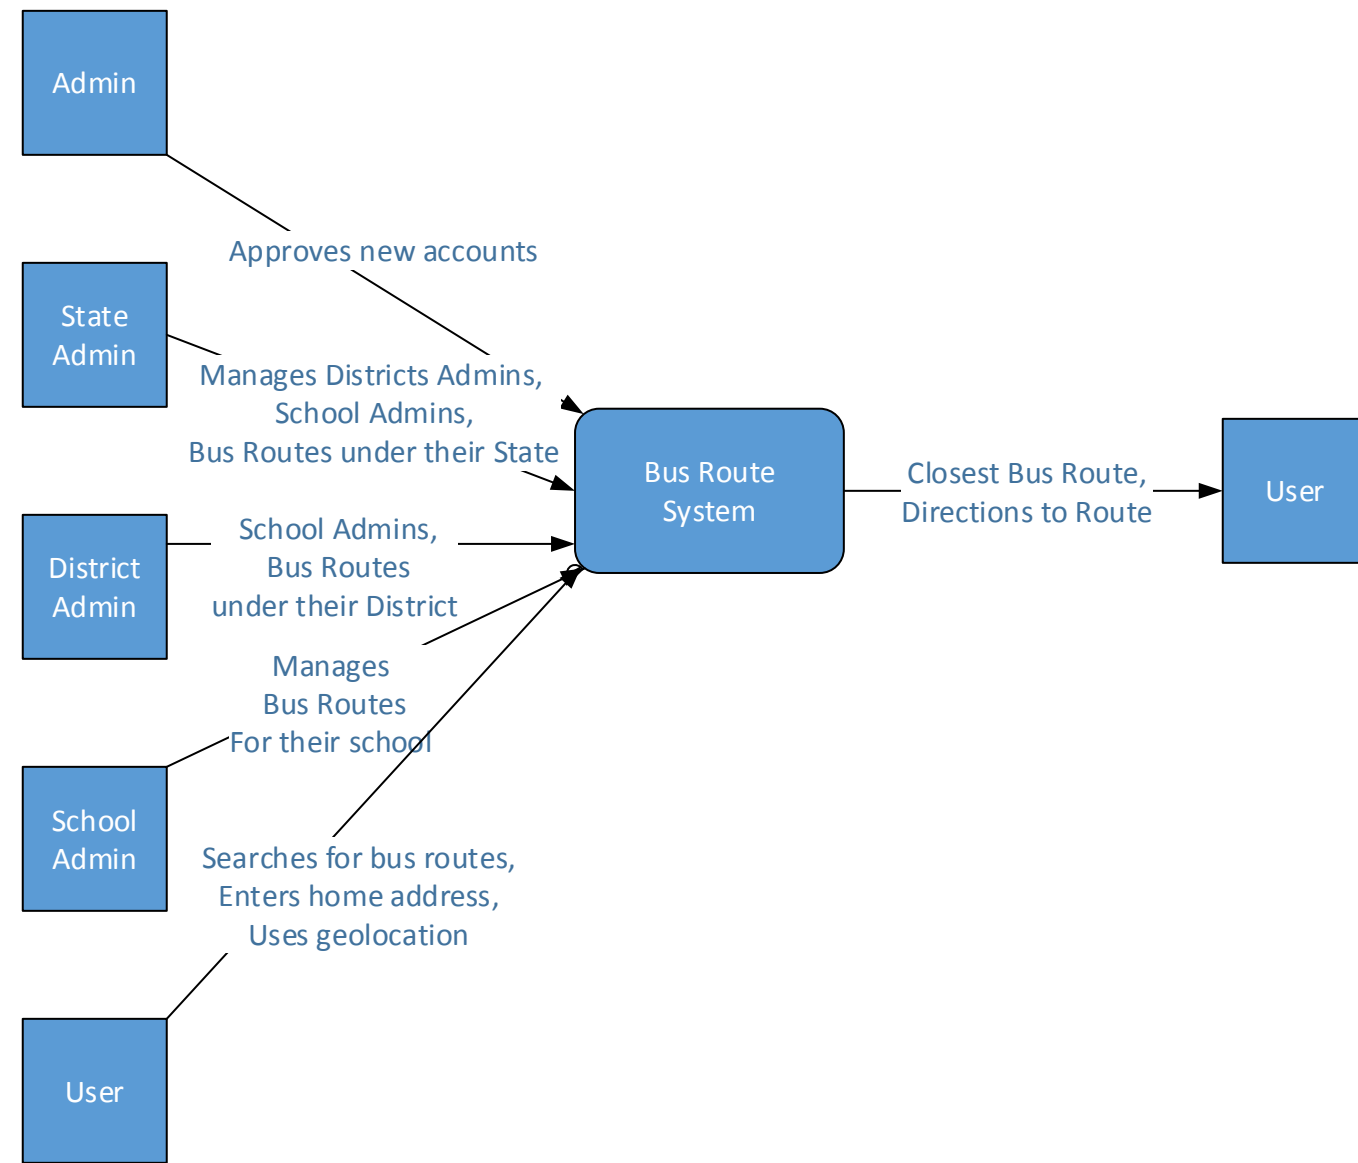 Admin
Approves new accounts
State
Admin
Manages Districts Admins,
School Admins,
Bus Routes under their State
District
Admin
School Admins,
Bus Routes
under their District
School
Admin
Manages
Bus Routes
For their school
User
Searches for bus routes,
Enters home address,
Uses geolocation
Bus Route
System
Closest Bus Route,
Directions to Route
User